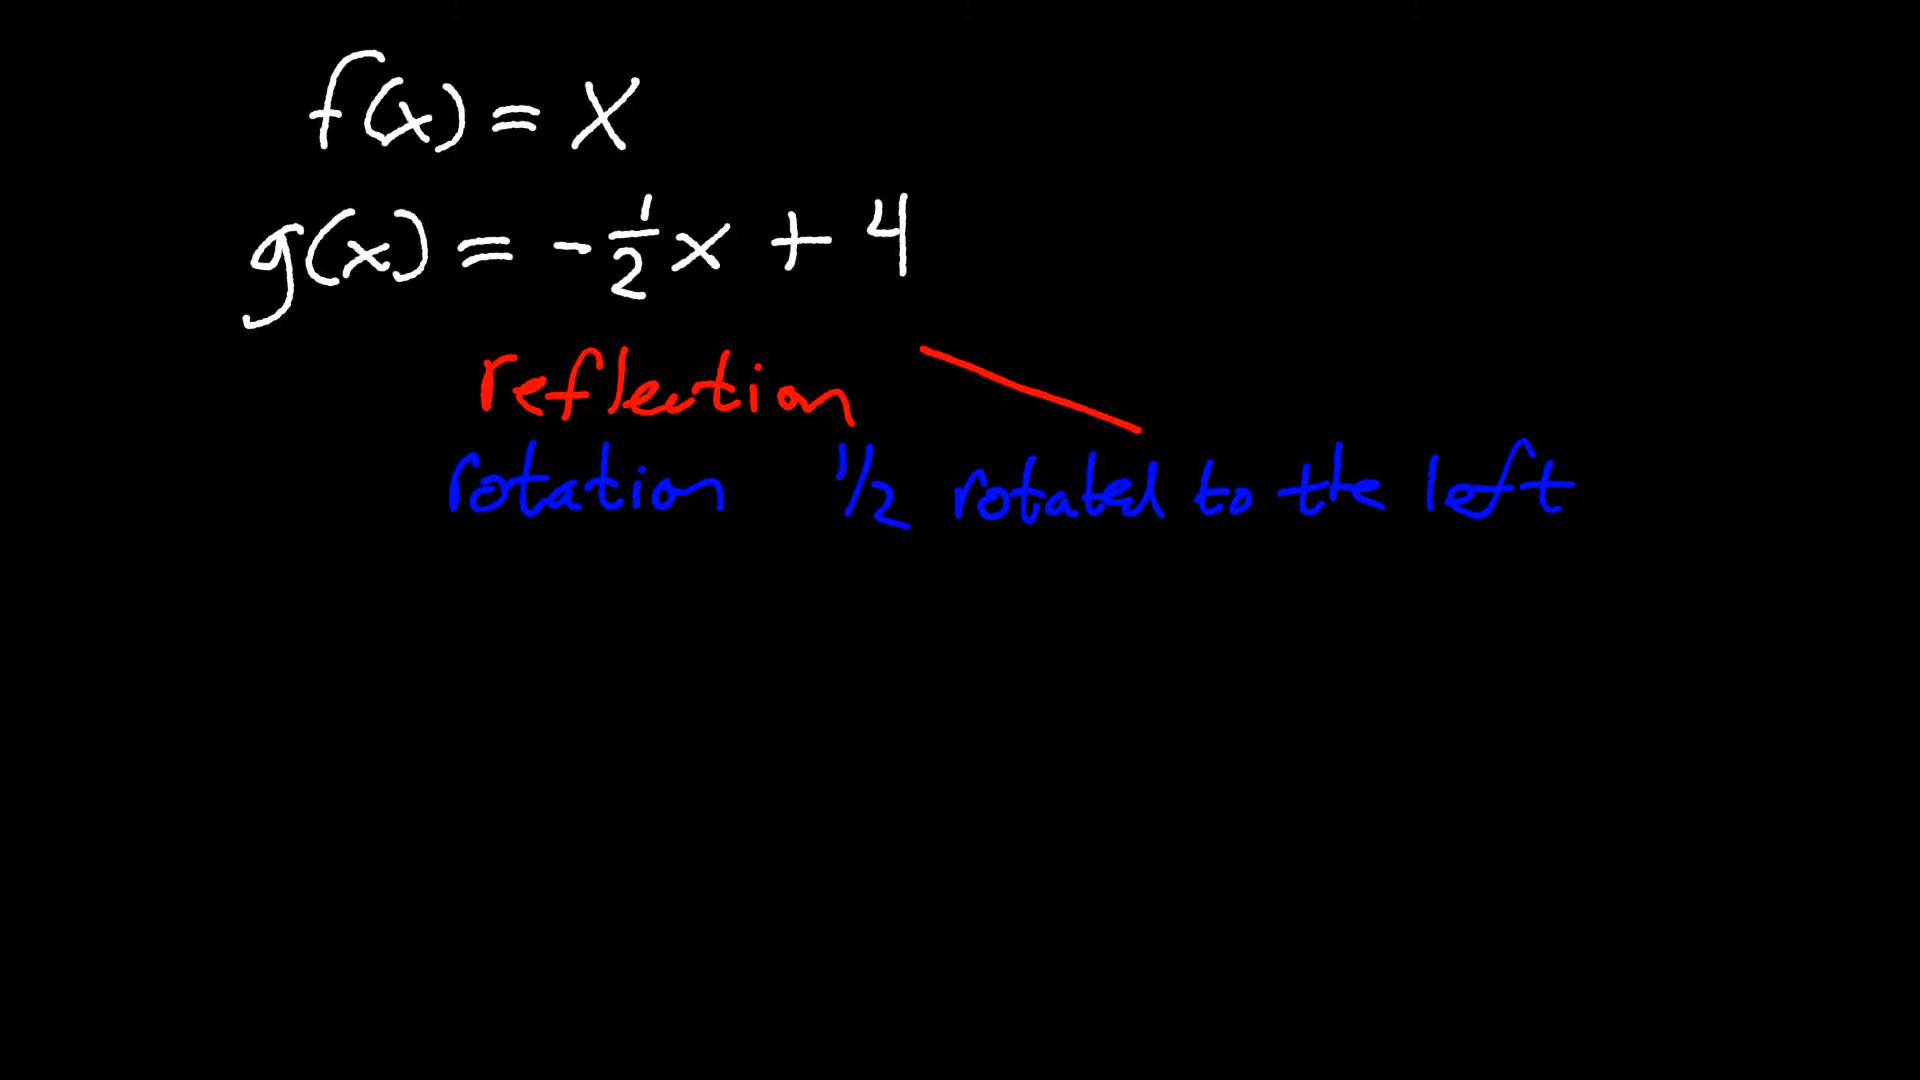 f(x) = x
g(x) = -½x + 4
reflection
rotation 1/2 rotated to the left